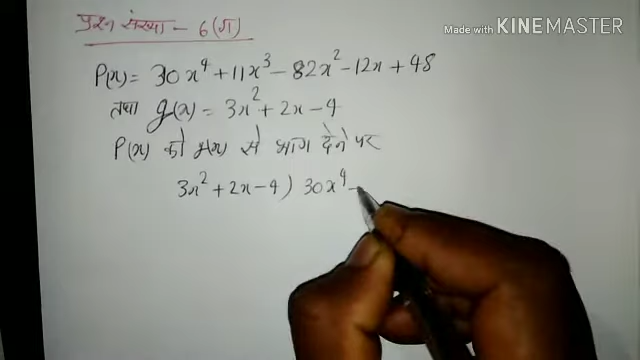 Made with KINEMASTER
प्रश्न संख्या - 6(ग)
P(x) = 30x⁴ + 11x³ - 82x² - 12x + 48
तथा g(x) = 3x² + 2x - 4
P(x) को g(x) से भाग देने पर
3x² + 2x - 4 ) 30x⁴ -